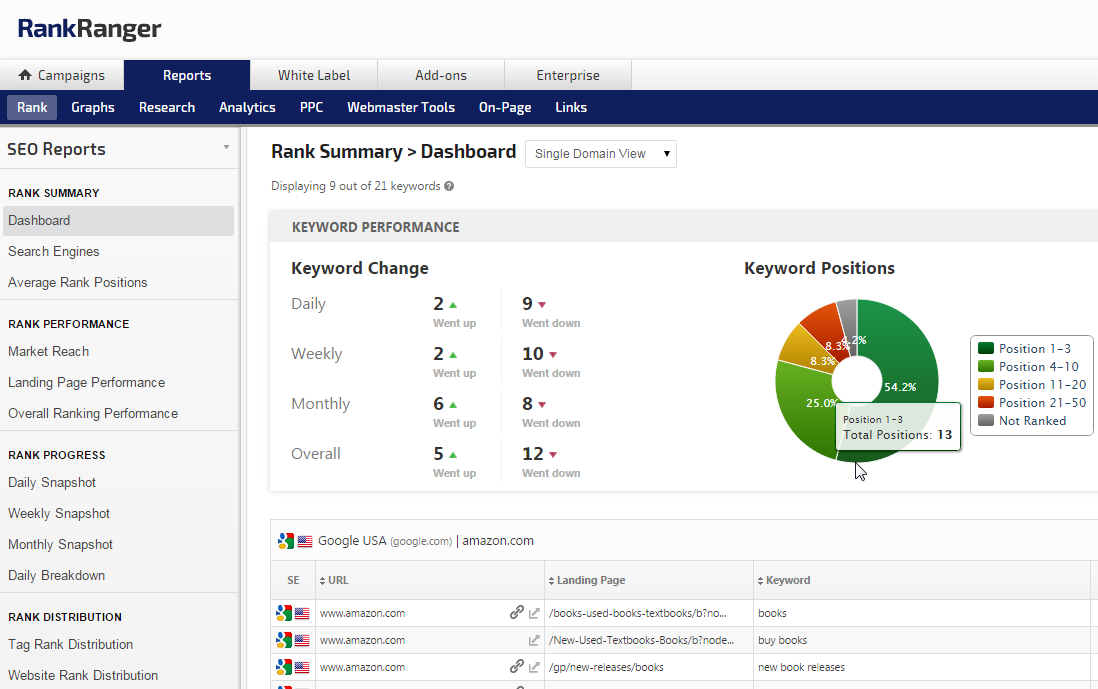 RankRanger
Campaigns Reports White Label Add-ons Enterprise
Rank Graphs Research Analytics PPC Webmaster Tools On-Page Links
SEO Reports
RANK SUMMARY
Dashboard
Search Engines
Average Rank Positions
RANK PERFORMANCE
Market Reach
Landing Page Performance
Overall Ranking Performance
RANK PROGRESS
Daily Snapshot
Weekly Snapshot
Monthly Snapshot
Daily Breakdown
RANK DISTRIBUTION
Tag Rank Distribution
Website Rank Distribution
Rank Summary > Dashboard Single Domain View
Displaying 9 out of 21 keywords ?
KEYWORD PERFORMANCE
Keyword Change
Daily 2 9
Went up Went down
Weekly 2 10
Went up Went down
Monthly 6 8
Went up Went down
Overall 5 12
Went up Went down
Keyword Positions
4.2%
8.3%
8.3%
54.2%
25.0%
Position 1-3
Total Positions: 13
Position 1-3
Position 4-10
Position 11-20
Position 21-50
Not Ranked
Google USA (google.com) | amazon.com
SE URL Landing Page Keyword
www.amazon.com /books-used-books-textbooks/b?no... books
www.amazon.com /New-Used-Textbooks-Books/b?node... buy books
www.amazon.com /gp/new-releases/books new book releases